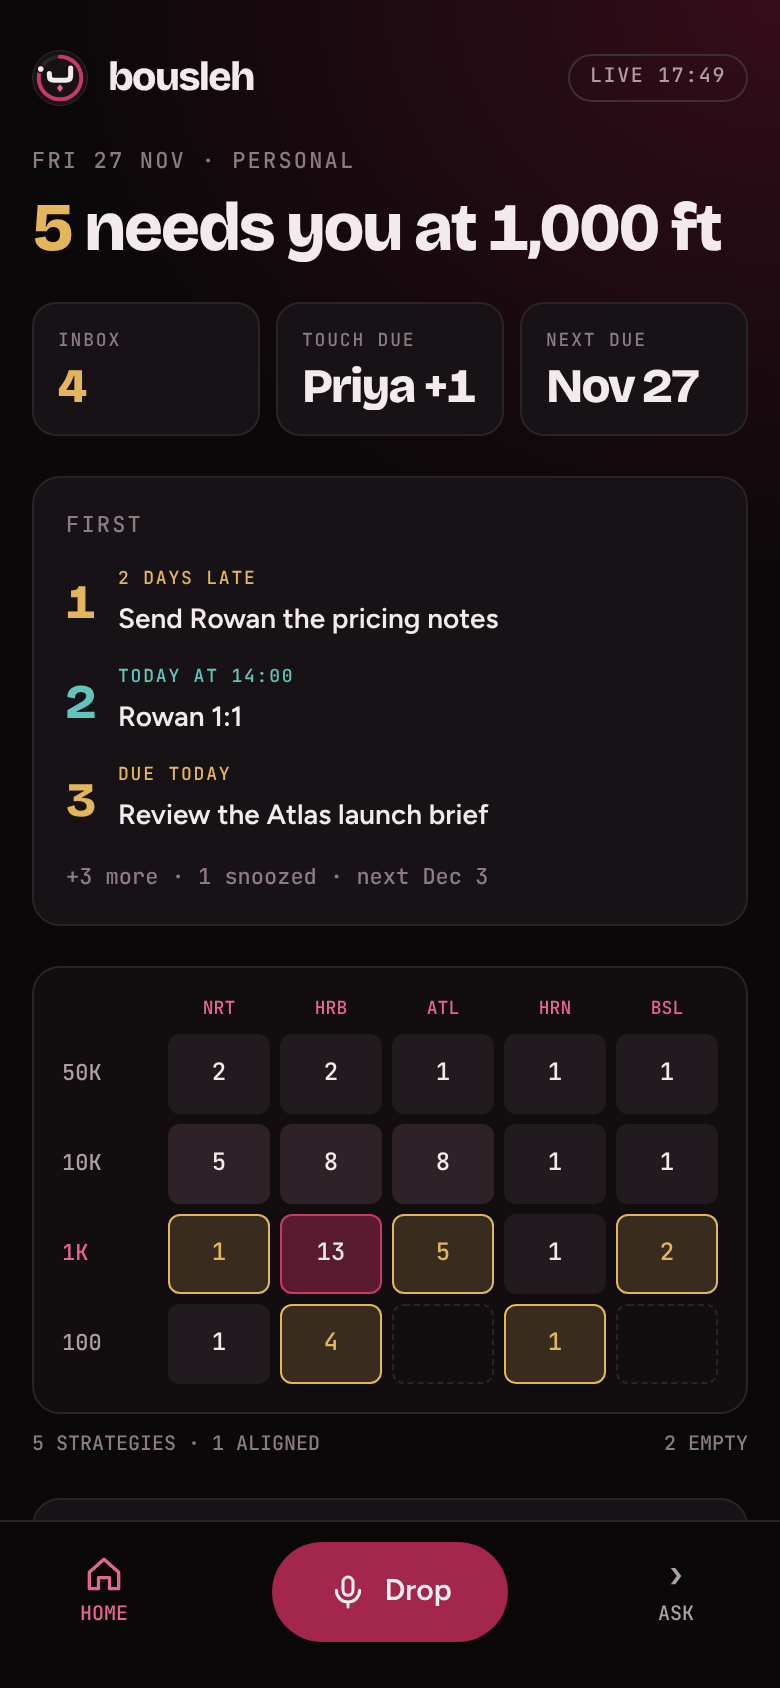 bousleh
LIVE 17:49
FRI 27 NOV · PERSONAL
5 needs you at 1,000 ft
INBOX
4
TOUCH DUE
Priya +1
NEXT DUE
Nov 27
FIRST
1
2 DAYS LATE
Send Rowan the pricing notes
2
TODAY AT 14:00
Rowan 1:1
3
DUE TODAY
Review the Atlas launch brief
+3 more · 1 snoozed · next Dec 3
NRT HRB ATL HRN BSL
50K 2 2 1 1 1
10K 5 8 8 1 1
1K 1 13 5 1 2
100 1 4 1
5 STRATEGIES · 1 ALIGNED
2 EMPTY
Drop
HOME
ASK